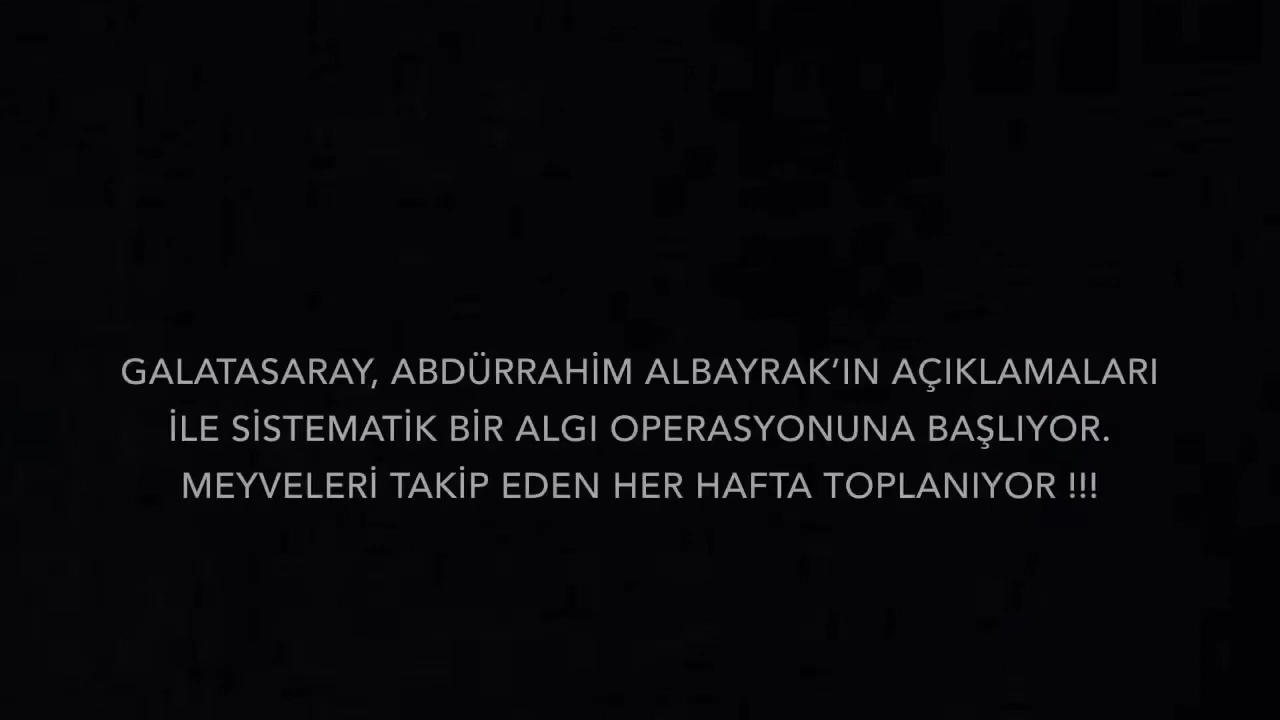 GALATASARAY, ABDÜRRAHİM ALBAYRAK’IN AÇIKLAMALARI
İLE SİSTEMATİK BİR ALGI OPERASYONUNA BAŞLIYOR.
MEYVELERİ TAKİP EDEN HER HAFTA TOPLANIYOR !!!